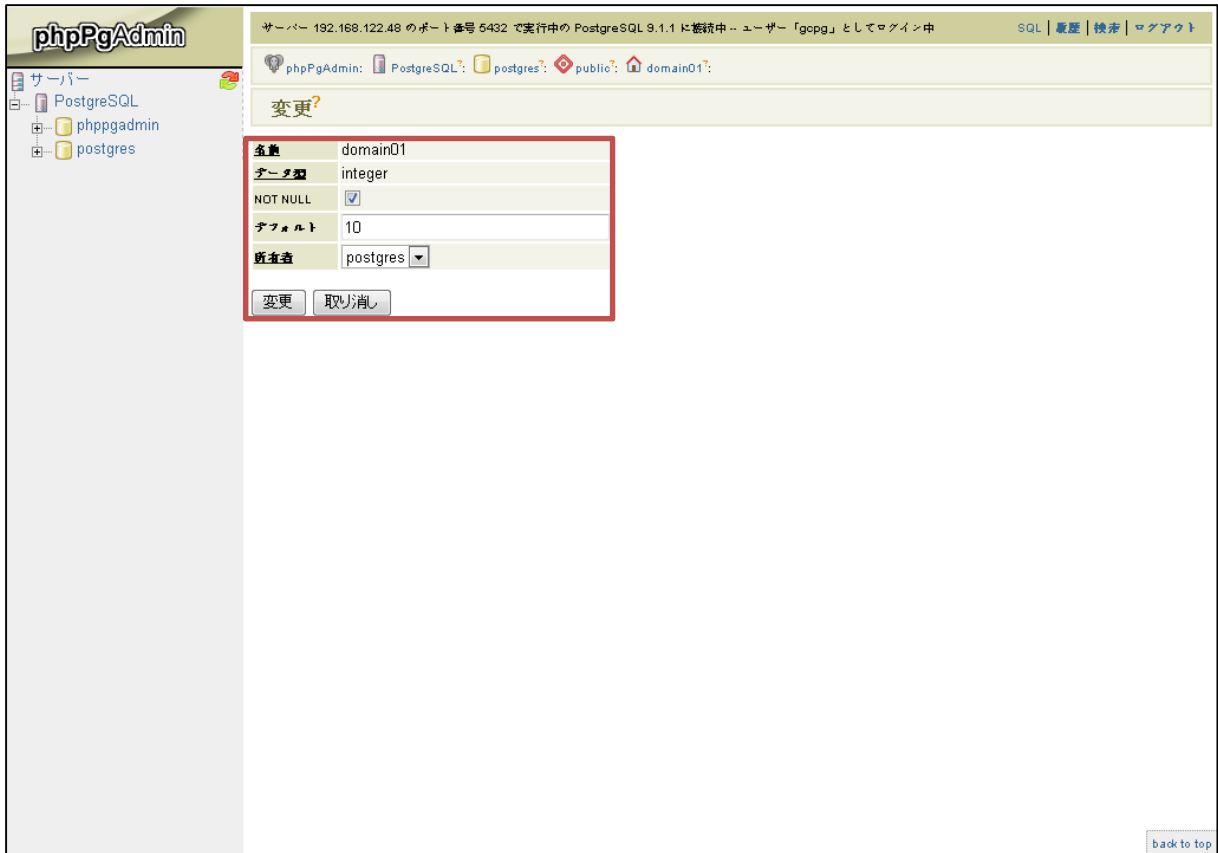 phpPgAdmin
サーバー 192.168.122.48 のポート番号 5432 で実行中の PostgreSQL 9.1.1 に接続中 -- ユーザー「gopg」としてログイン中
SQL | 履歴 | 検索 | ログアウト
phpPgAdmin: PostgreSQL?: postgres?: public?: domain01?:
サーバー
PostgreSQL
phppgadmin
postgres
変更?
名前 domain01
データ型 integer
NOT NULL
デフォルト 10
所有者 postgres
変更 取り消し
back to top